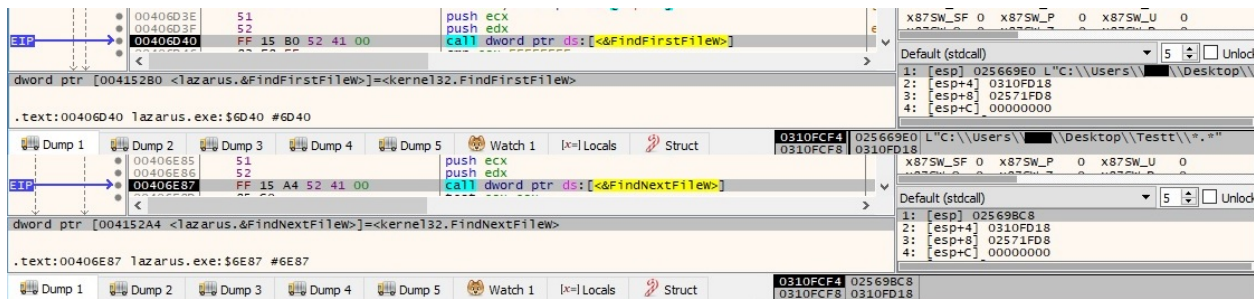 00406D3E 51 push ecx x87SW_SF 0 x87SW_P 0 x87SW_U 0
00406D3F 52 push edx
EIP 00406D40 FF 15 B0 52 41 00 call dword ptr ds:[<&FindFirstFileW>]
Default (stdcall) 5 Unlock
dword ptr [004152B0 <lazarus.&FindFirstFileW>]=<kernel32.FindFirstFileW>
1: [esp] 025669E0 L"C:\\Users\\ \\Desktop\\
2: [esp+4] 0310FD18
3: [esp+8] 02571FD8
4: [esp+C] 00000000
.text:00406D40 lazarus.exe:$6D40 #6D40
Dump 1 Dump 2 Dump 3 Dump 4 Dump 5 Watch 1 [x=] Locals Struct
0310FCF4 025669E0 L"C:\\Users\\ \\Desktop\\Testt\\*.*"
0310FCF8 0310FD18
00406E85 51 push ecx x87SW_SF 0 x87SW_P 0 x87SW_U 0
00406E86 52 push edx
EIP 00406E87 FF 15 A4 52 41 00 call dword ptr ds:[<&FindNextFileW>]
Default (stdcall) 5 Unlock
dword ptr [004152A4 <lazarus.&FindNextFileW>]=<kernel32.FindNextFileW>
1: [esp] 02569BC8
2: [esp+4] 0310FD18
3: [esp+8] 02571FD8
4: [esp+C] 00000000
.text:00406E87 lazarus.exe:$6E87 #6E87
Dump 1 Dump 2 Dump 3 Dump 4 Dump 5 Watch 1 [x=] Locals Struct
0310FCF4 02569BC8
0310FCF8 0310FD18